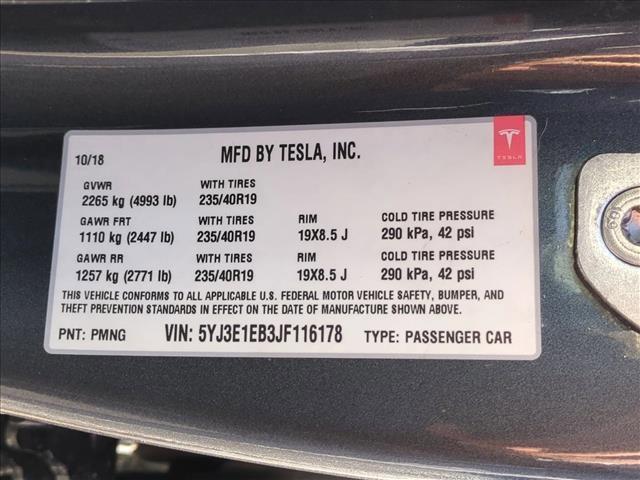 10/18 MFD BY TESLA, INC.
TESLA
GVWR WITH TIRES
2265 kg (4993 lb) 235/40R19
GAWR FRT WITH TIRES RIM COLD TIRE PRESSURE
1110 kg (2447 lb) 235/40R19 19X8.5 J 290 kPa, 42 psi
GAWR RR WITH TIRES RIM COLD TIRE PRESSURE
1257 kg (2771 lb) 235/40R19 19X8.5 J 290 kPa, 42 psi
THIS VEHICLE CONFORMS TO ALL APPLICABLE U.S. FEDERAL MOTOR VEHICLE SAFETY, BUMPER, AND
THEFT PREVENTION STANDARDS IN EFFECT ON THE DATE OF MANUFACTURE SHOWN ABOVE.
PNT: PMNG VIN: 5YJ3E1EB3JF116178 TYPE: PASSENGER CAR